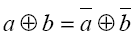 a ⊕ b = a̅ ⊕ b̅